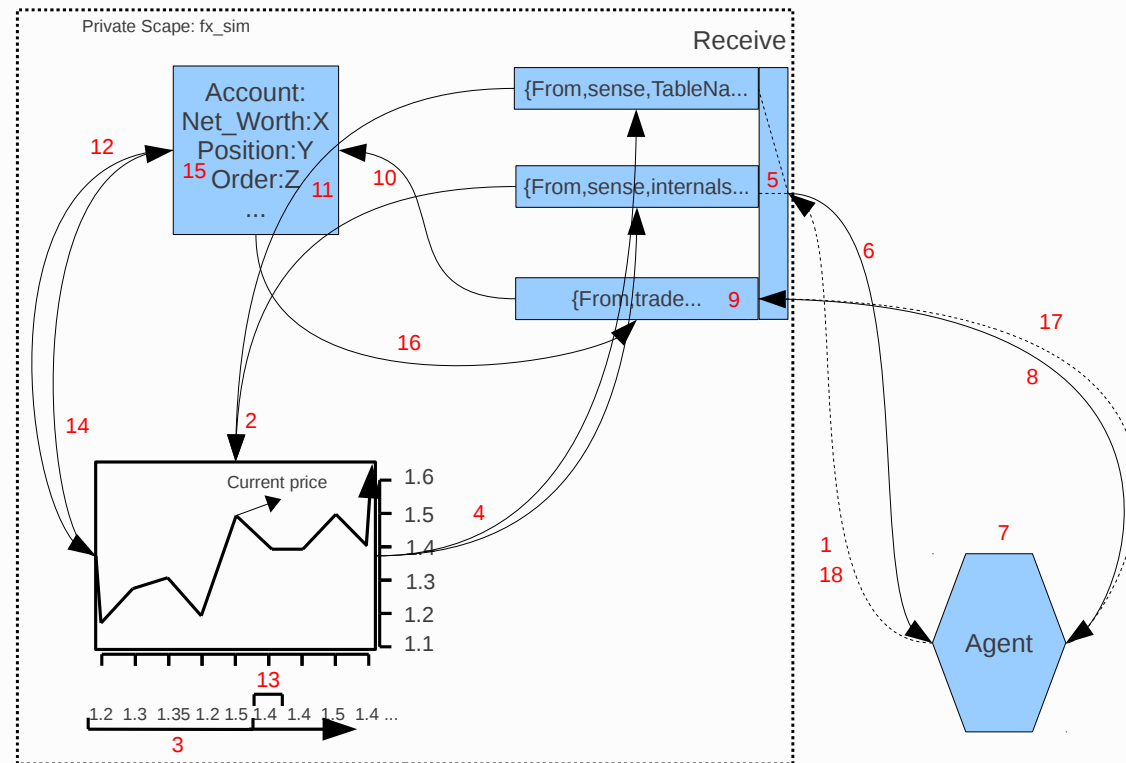 Private Scape: fx_sim
Receive
{From,sense,TableNa...
Account:
Net_Worth:X
Position:Y
Order:Z
...
12
15
11
10
{From,sense,internals...
5
6
{From,trade...
9
17
16
8
14
2
Current price
1.6
1.5
1.4
1.3
1.2
1.1
4
7
1
18
Agent
13
1.2 1.3 1.35 1.2 1.5 1.4 1.4 1.5 1.4 ...
3